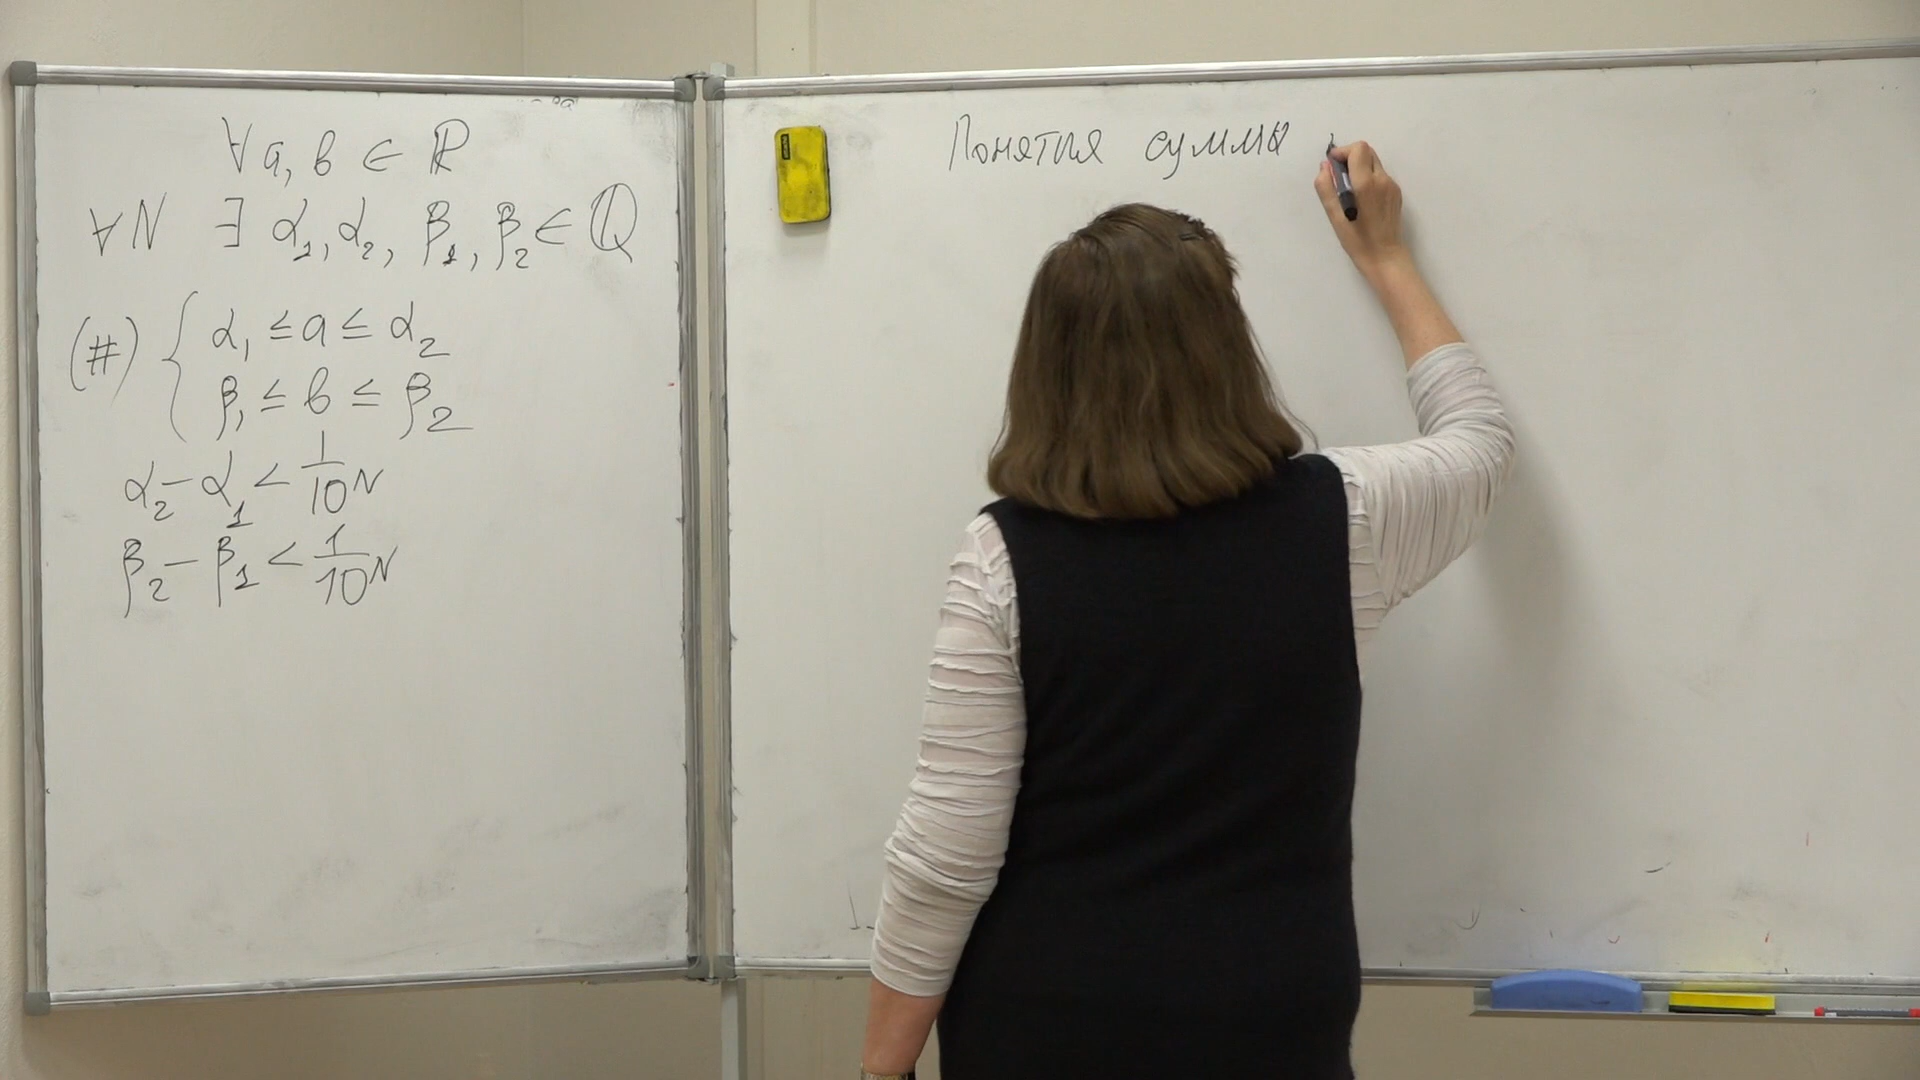 ∀ a, b ∈ ℝ
∀N ∃ α₁, α₂, β₁, β₂ ∈ ℚ
(#) { α₁ ≤ a ≤ α₂
β₁ ≤ b ≤ β₂
α₂ − α₁ < 1/10^N
β₂ − β₁ < 1/10^N
Понятия суммы